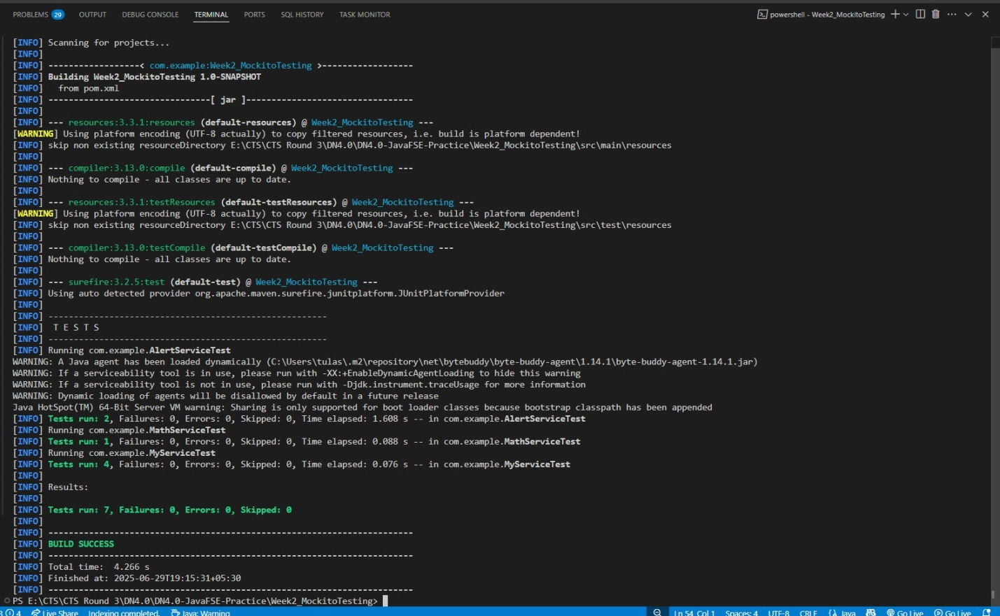 PROBLEMS 29 OUTPUT DEBUG CONSOLE TERMINAL PORTS SQL HISTORY TASK MONITOR powershell - Week2_MockitoTesting
[INFO] Scanning for projects...
[INFO]
[INFO] ------------------< com.example:Week2_MockitoTesting >------------------
[INFO] Building Week2_MockitoTesting 1.0-SNAPSHOT
[INFO]   from pom.xml
[INFO] --------------------------------[ jar ]---------------------------------
[INFO]
[INFO] --- resources:3.3.1:resources (default-resources) @ Week2_MockitoTesting ---
[WARNING] Using platform encoding (UTF-8 actually) to copy filtered resources, i.e. build is platform dependent!
[INFO] skip non existing resourceDirectory E:\CTS\CTS Round 3\DN4.0\DN4.0-JavaFSE-Practice\Week2_MockitoTesting\src\main\resources
[INFO]
[INFO] --- compiler:3.13.0:compile (default-compile) @ Week2_MockitoTesting ---
[INFO] Nothing to compile - all classes are up to date.
[INFO]
[INFO] --- resources:3.3.1:testResources (default-testResources) @ Week2_MockitoTesting ---
[WARNING] Using platform encoding (UTF-8 actually) to copy filtered resources, i.e. build is platform dependent!
[INFO] skip non existing resourceDirectory E:\CTS\CTS Round 3\DN4.0\DN4.0-JavaFSE-Practice\Week2_MockitoTesting\src\test\resources
[INFO]
[INFO] --- compiler:3.13.0:testCompile (default-testCompile) @ Week2_MockitoTesting ---
[INFO] Nothing to compile - all classes are up to date.
[INFO]
[INFO] --- surefire:3.2.5:test (default-test) @ Week2_MockitoTesting ---
[INFO] Using auto detected provider org.apache.maven.surefire.junitplatform.JUnitPlatformProvider
[INFO]
[INFO] -------------------------------------------------------
[INFO]  T E S T S
[INFO] -------------------------------------------------------
[INFO] Running com.example.AlertServiceTest
WARNING: A Java agent has been loaded dynamically (C:\Users\tulas\.m2\repository\net\bytebuddy\byte-buddy-agent\1.14.1\byte-buddy-agent-1.14.1.jar)
WARNING: If a serviceability tool is in use, please run with -XX:+EnableDynamicAgentLoading to hide this warning
WARNING: If a serviceability tool is not in use, please run with -Djdk.instrument.traceUsage for more information
WARNING: Dynamic loading of agents will be disallowed by default in a future release
Java HotSpot(TM) 64-Bit Server VM warning: Sharing is only supported for boot loader classes because bootstrap classpath has been appended
[INFO] Tests run: 2, Failures: 0, Errors: 0, Skipped: 0, Time elapsed: 1.608 s -- in com.example.AlertServiceTest
[INFO] Running com.example.MathServiceTest
[INFO] Tests run: 1, Failures: 0, Errors: 0, Skipped: 0, Time elapsed: 0.088 s -- in com.example.MathServiceTest
[INFO] Running com.example.MyServiceTest
[INFO] Tests run: 4, Failures: 0, Errors: 0, Skipped: 0, Time elapsed: 0.076 s -- in com.example.MyServiceTest
[INFO]
[INFO] Results:
[INFO]
[INFO] Tests run: 7, Failures: 0, Errors: 0, Skipped: 0
[INFO]
[INFO] ------------------------------------------------------------------------
[INFO] BUILD SUCCESS
[INFO] ------------------------------------------------------------------------
[INFO] Total time:  4.266 s
[INFO] Finished at: 2025-06-29T19:15:31+05:30
[INFO] ------------------------------------------------------------------------
PS E:\CTS\CTS Round 3\DN4.0\DN4.0-JavaFSE-Practice\Week2_MockitoTesting>
4 Live Share Indexing completed. Java: Warning Ln 54, Col 1 Spaces: 4 UTF-8 CRLF Java Go Live Go Live